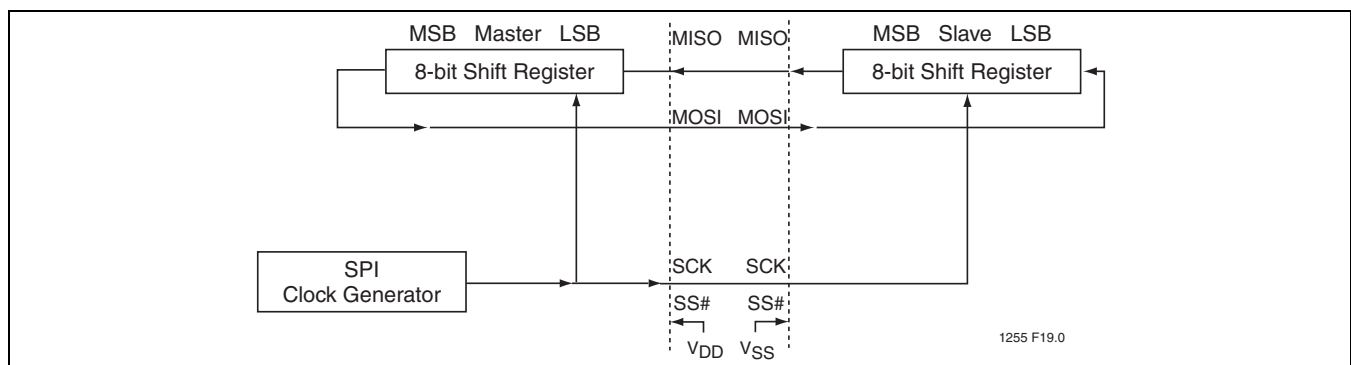 MSB Master LSB
MISO MISO
MSB Slave LSB
8-bit Shift Register
8-bit Shift Register
MOSI MOSI
SPI
Clock Generator
SCK SCK
SS# SS#
VDD VSS
1255 F19.0